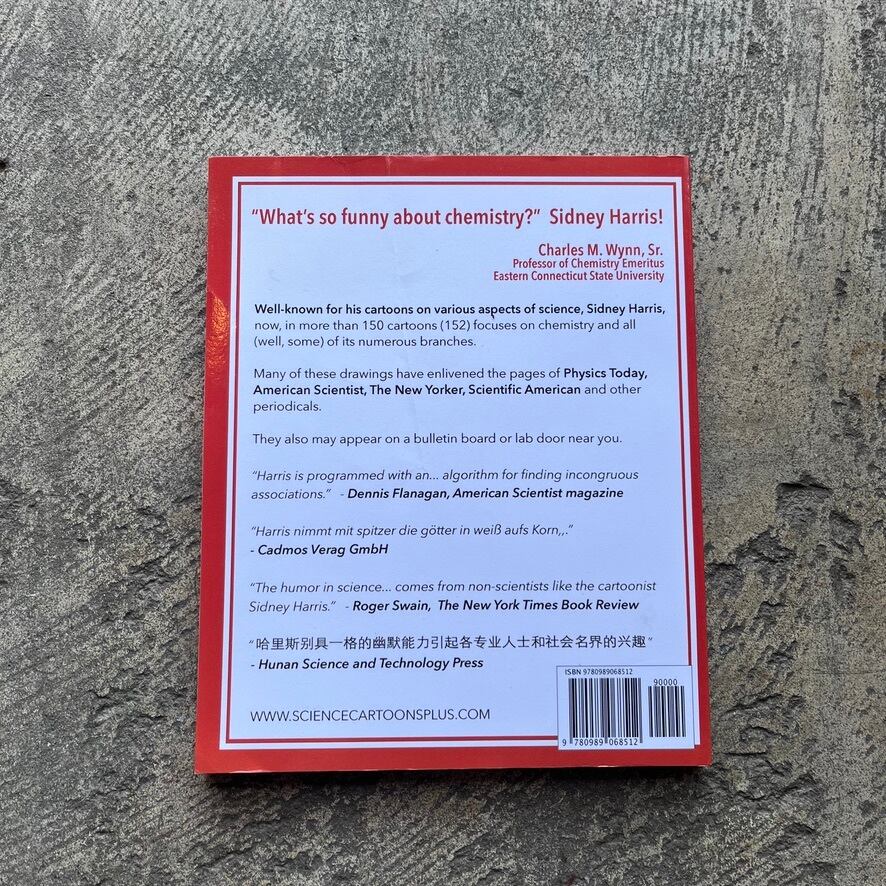 "What's so funny about chemistry?" Sidney Harris!
Charles M. Wynn, Sr.
Professor of Chemistry Emeritus
Eastern Connecticut State University
Well-known for his cartoons on various aspects of science, Sidney Harris,
now, in more than 150 cartoons (152) focuses on chemistry and all
(well, some) of its numerous branches.
Many of these drawings have enlivened the pages of Physics Today,
American Scientist, The New Yorker, Scientific American and other
periodicals.
They also may appear on a bulletin board or lab door near you.
"Harris is programmed with an... algorithm for finding incongruous
associations." - Dennis Flanagan, American Scientist magazine
"Harris nimmt mit spitzer die götter in weiß aufs Korn,,."
- Cadmos Verag GmbH
"The humor in science... comes from non-scientists like the cartoonist
Sidney Harris." - Roger Swain, The New York Times Book Review
"哈里斯别具一格的幽默能力引起各专业人士和社会名界的兴趣"
- Hunan Science and Technology Press
WWW.SCIENCECARTOONSPLUS.COM
ISBN 9780989068512
90000
9 780989 068512